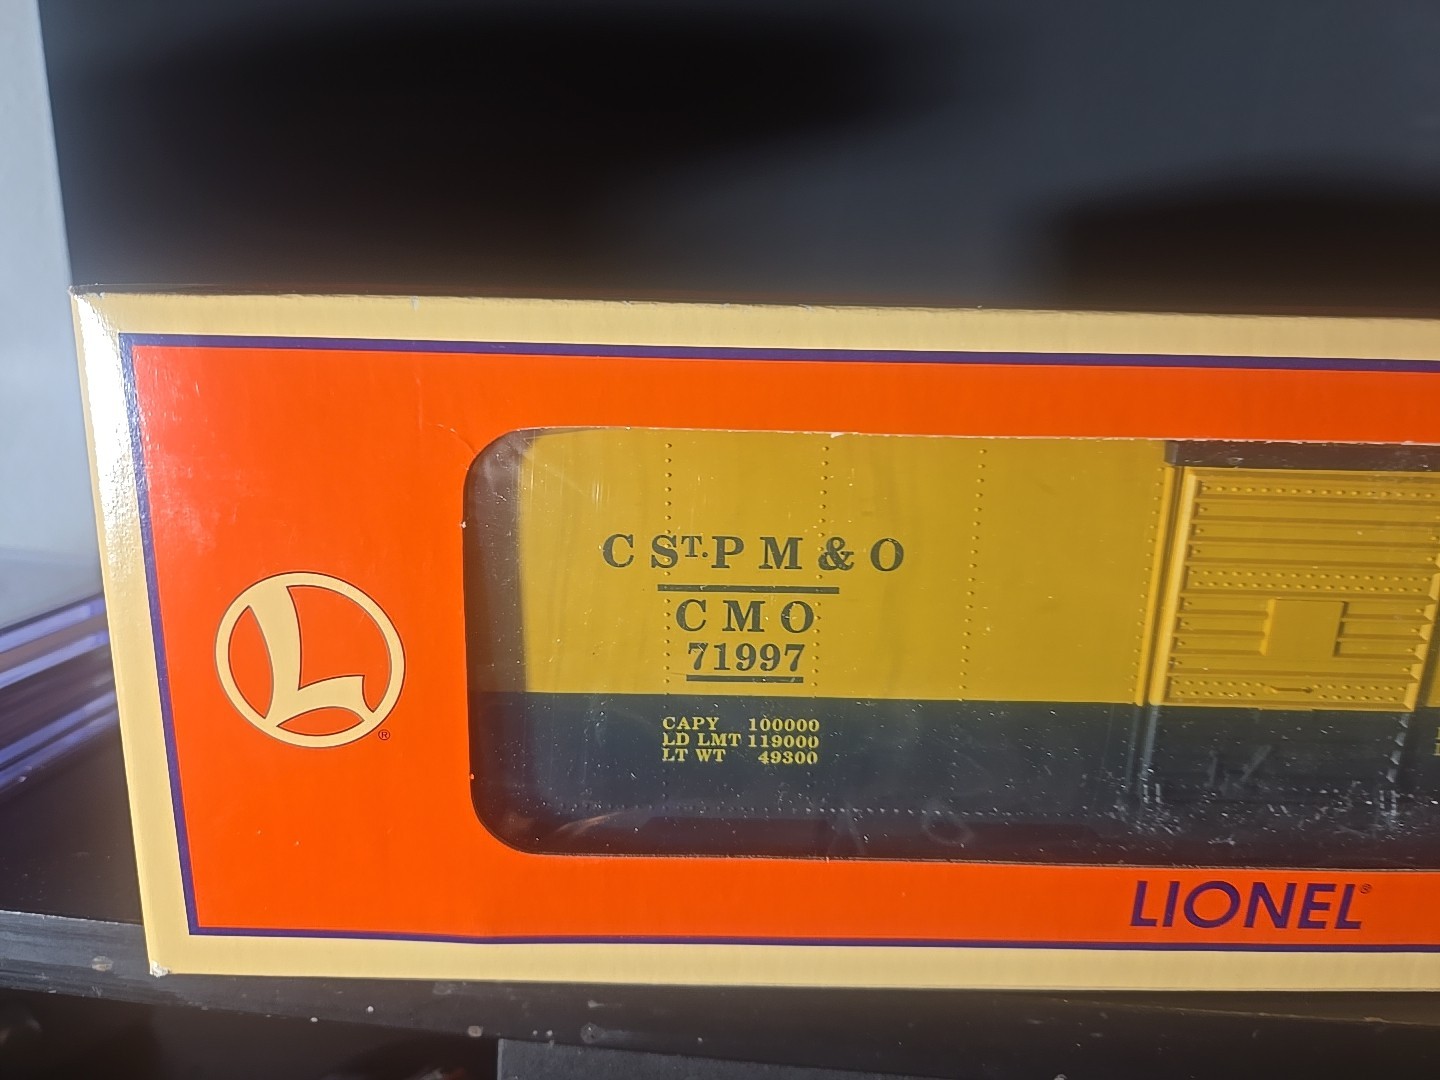 C ST. P M & O
C M O
71997
CAPY 100000
LD LMT 119000
LT WT 49300
L
®
LIONEL®